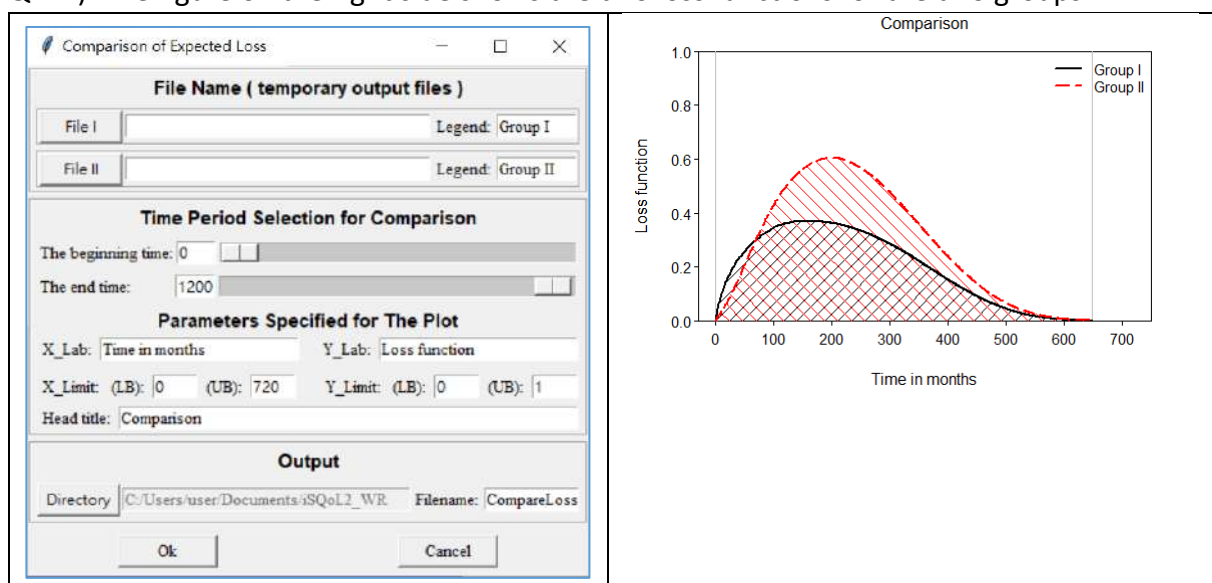 Comparison of Expected Loss
File Name ( temporary output files )
File I Legend: Group I
File II Legend: Group II
Time Period Selection for Comparison
The beginning time: 0
The end time: 1200
Parameters Specified for The Plot
X_Lab: Time in months Y_Lab: Loss function
X_Limit: (LB): 0 (UB): 720 Y_Limit: (LB): 0 (UB): 1
Head title: Comparison
Output
Directory C:/Users/user/Documents/iSQoL2_WR Filename: CompareLoss
Ok Cancel
Comparison
Group I
Group II
Loss function
1.0
0.8
0.6
0.4
0.2
0.0
0 100 200 300 400 500 600 700
Time in months